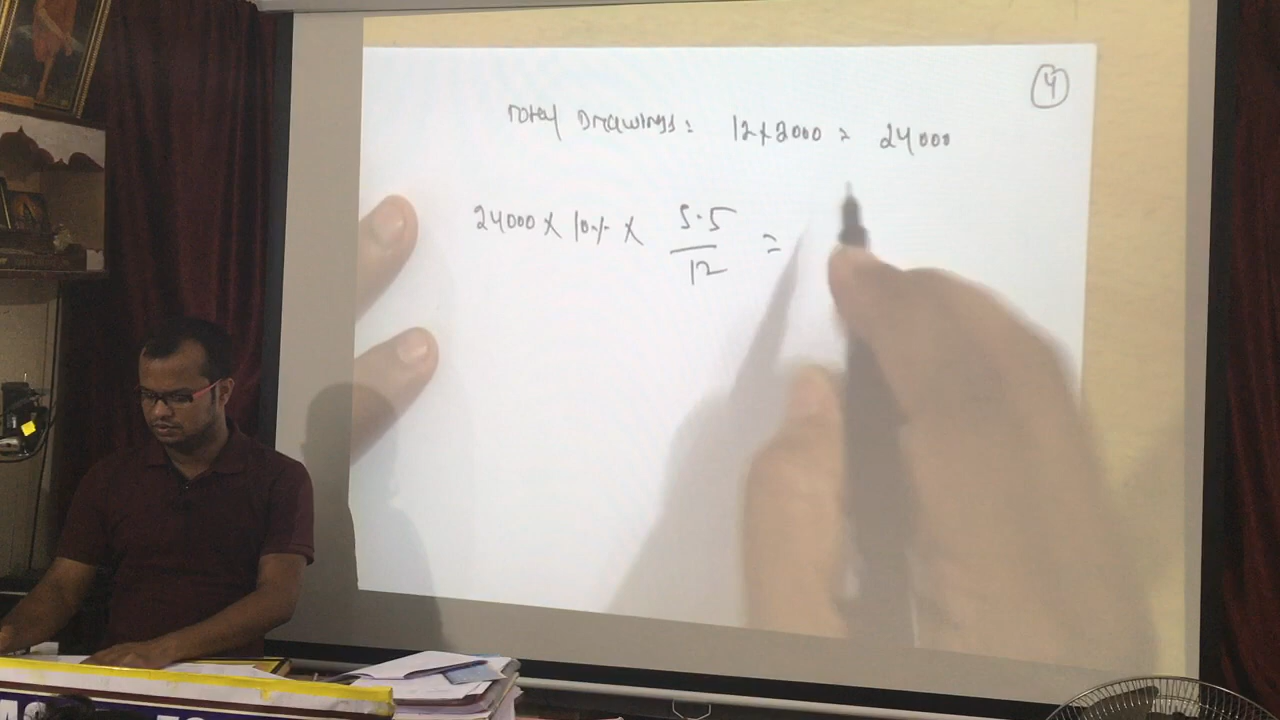 4
Total Drawings: 12 x 2000 = 24000
24000 x 10% x 5.5
12 =